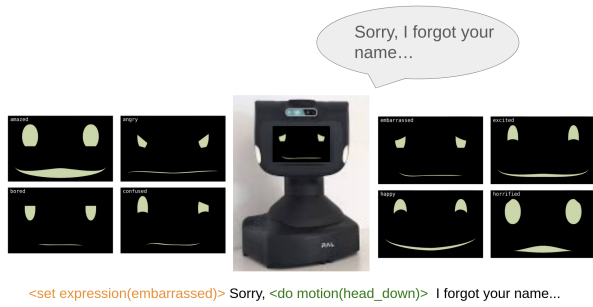 Sorry, I forgot your
name…
amazed
angry
bored
confused
PAL
embarrassed
excited
happy
horrified
<set expression(embarrassed)> Sorry, <do motion(head_down)> I forgot your name...